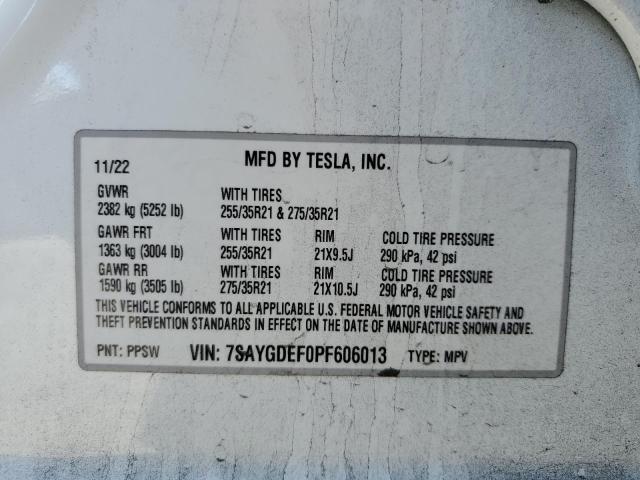 11/22 MFD BY TESLA, INC.
GVWR WITH TIRES
2382 kg (5252 lb) 255/35R21 & 275/35R21
GAWR FRT WITH TIRES RIM COLD TIRE PRESSURE
1363 kg (3004 lb) 255/35R21 21X9.5J 290 kPa, 42 psi
GAWR RR WITH TIRES RIM COLD TIRE PRESSURE
1590 kg (3505 lb) 275/35R21 21X10.5J 290 kPa, 42 psi
THIS VEHICLE CONFORMS TO ALL APPLICABLE U.S. FEDERAL MOTOR VEHICLE SAFETY AND
THEFT PREVENTION STANDARDS IN EFFECT ON THE DATE OF MANUFACTURE SHOWN ABOVE.
PNT: PPSW VIN: 7SAYGDEF0PF606013 TYPE: MPV